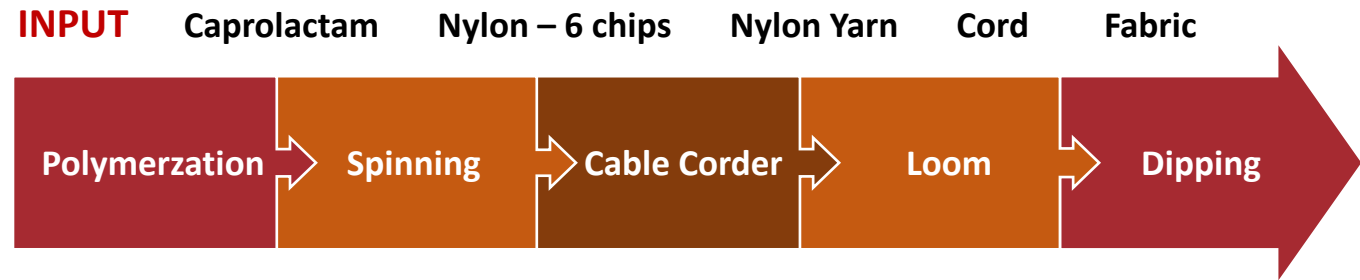 INPUT Caprolactam Nylon – 6 chips Nylon Yarn Cord Fabric
Polymerzation Spinning Cable Corder Loom Dipping